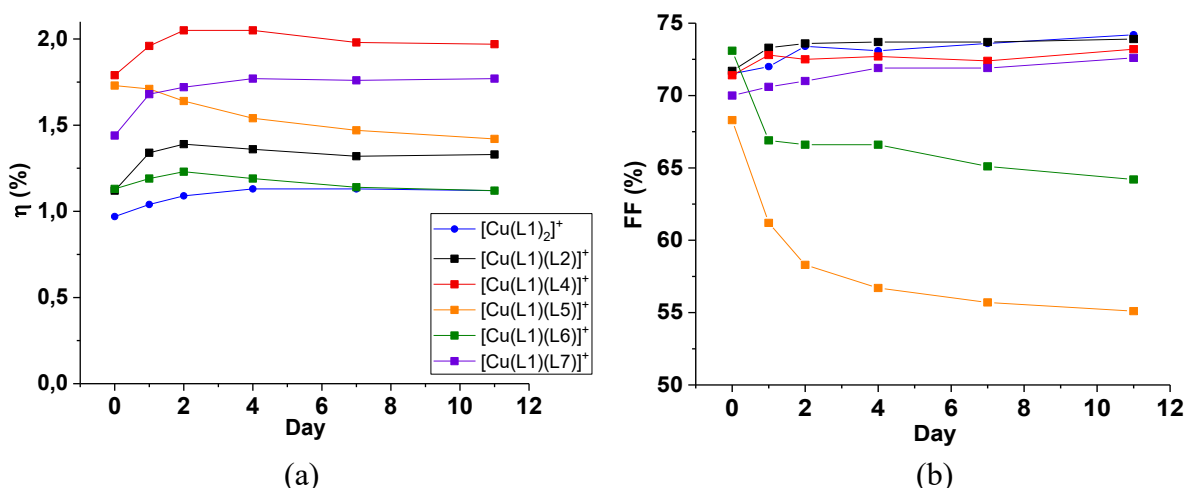 2,0
1,5
1,0
0,5
0,0
η (%)
0 2 4 6 8 10 12
Day
[Cu(L1)₂]⁺
[Cu(L1)(L2)]⁺
[Cu(L1)(L4)]⁺
[Cu(L1)(L5)]⁺
[Cu(L1)(L6)]⁺
[Cu(L1)(L7)]⁺
(a)
75
70
65
60
55
50
FF (%)
0 2 4 6 8 10 12
Day
(b)